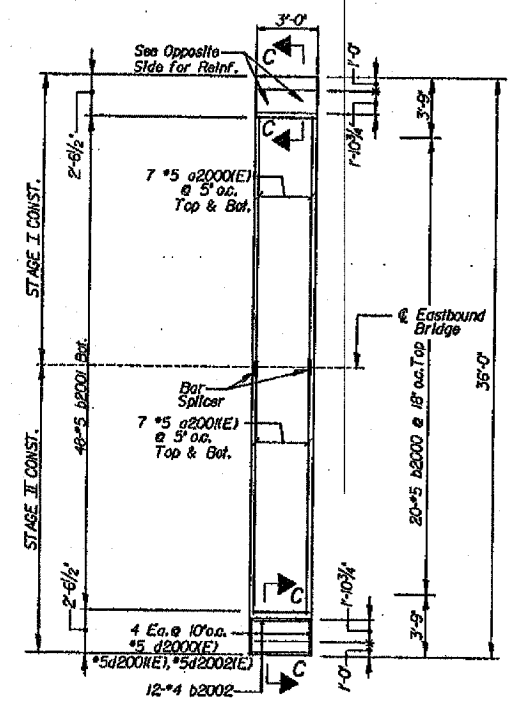 3'-0"
See Opposite
Side for Reinf.
C
1'-0"
3'-9"
2'-6½"
C
1'-10¾"
7 #5 a2000(E)
@ 5" o.c.
Top & Bot.
STAGE I CONST.
℄ Eastbound
Bridge
48-#5 b2001 Bot.
20-#5 b2000 @ 18" o.c. Top
36'-0"
Bar
Splicer
7 #5 a2001(E)
@ 5" o.c.
Top & Bot.
STAGE II CONST.
C
2'-6½"
1'-10¾"
3'-9"
4 Ea. @ 10" o.c.
#5 d2000(E)
#5d2001(E), #5d2002(E)
C
1'-0"
12-#4 b2002